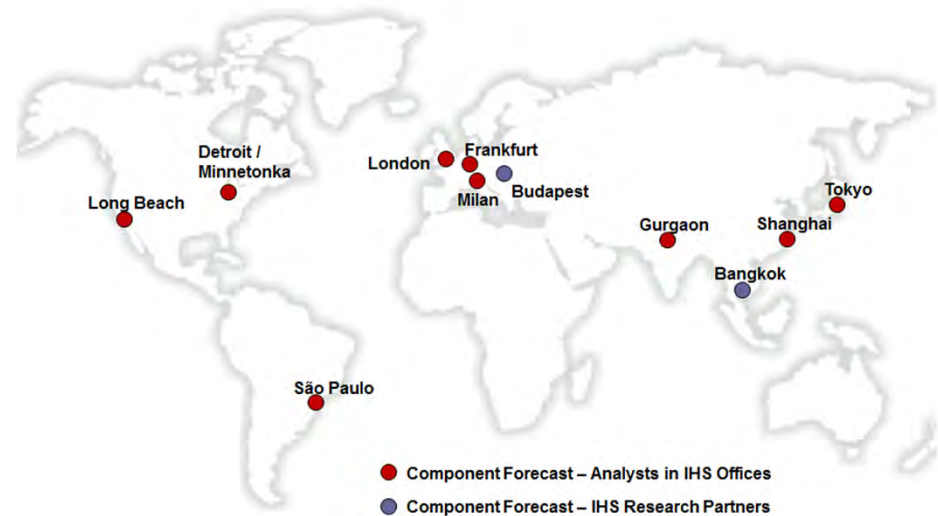 Detroit /
Minnetonka
London
Frankfurt
Long Beach
Milan
Budapest
Tokyo
Gurgaon
Shanghai
Bangkok
São Paulo
Component Forecast – Analysts in IHS Offices
Component Forecast – IHS Research Partners